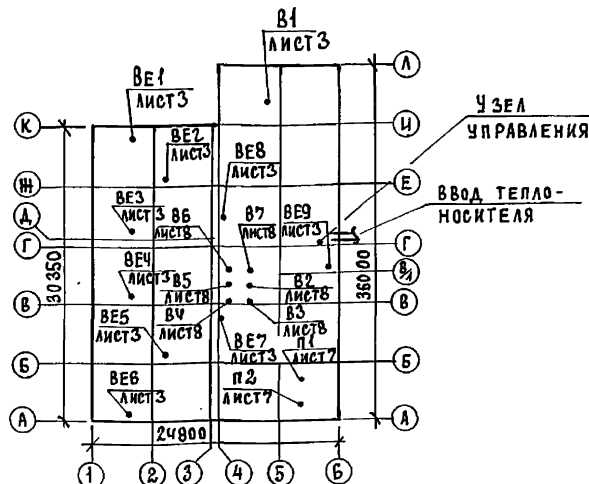 В1
ЛИСТ3
Л
ВЕ1
ЛИСТ3
К
И
УЗЕЛ
УПРАВЛЕНИЯ
ВЕ2
ЛИСТ3
ВЕ8
ЛИСТ3
Ж
Е
ВВОД ТЕПЛО-
НОСИТЕЛЯ
ВЕ3
ЛИСТ3
В6
ЛИСТ8
В7
ЛИСТ8
ВЕ9
ЛИСТ3
Д
Г
Г
ВЕ4
ЛИСТ3
В5
ЛИСТ8
В2
ЛИСТ8
В/1
30350
36000
В
В
ВЕ5
ЛИСТ3
В4
ЛИСТ8
В3
ЛИСТ8
ВЕ7
ЛИСТ3
П1
ЛИСТ7
Б
Б
ВЕ6
ЛИСТ3
П2
ЛИСТ7
А
А
24800
1
2
3
4
5
6